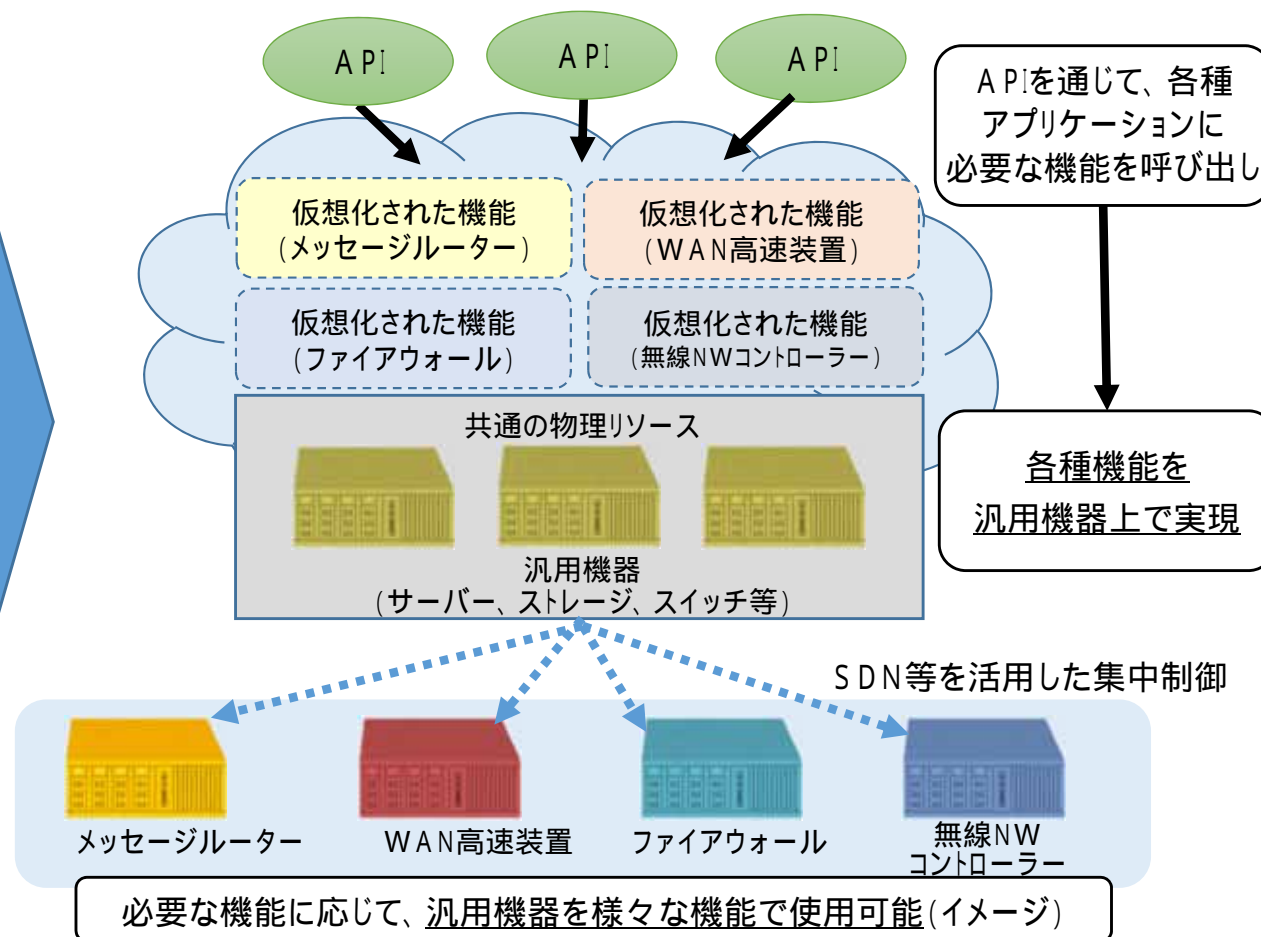 API
API
API
APIを通じて、各種
アプリケーションに
必要な機能を呼び出し
仮想化された機能
(メッセージルーター)
仮想化された機能
(WAN高速装置)
仮想化された機能
(ファイアウォール)
仮想化された機能
(無線NWコントローラー)
共通の物理リソース
汎用機器
(サーバー、ストレージ、スイッチ等)
各種機能を
汎用機器上で実現
SDN等を活用した集中制御
メッセージルーター
WAN高速装置
ファイアウォール
無線NW
コントローラー
必要な機能に応じて、汎用機器を様々な機能で使用可能(イメージ)